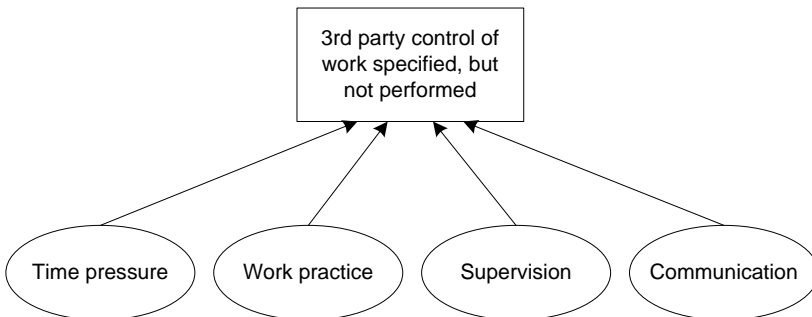 3rd party control of
work specified, but
not performed
Time pressure
Work practice
Supervision
Communication